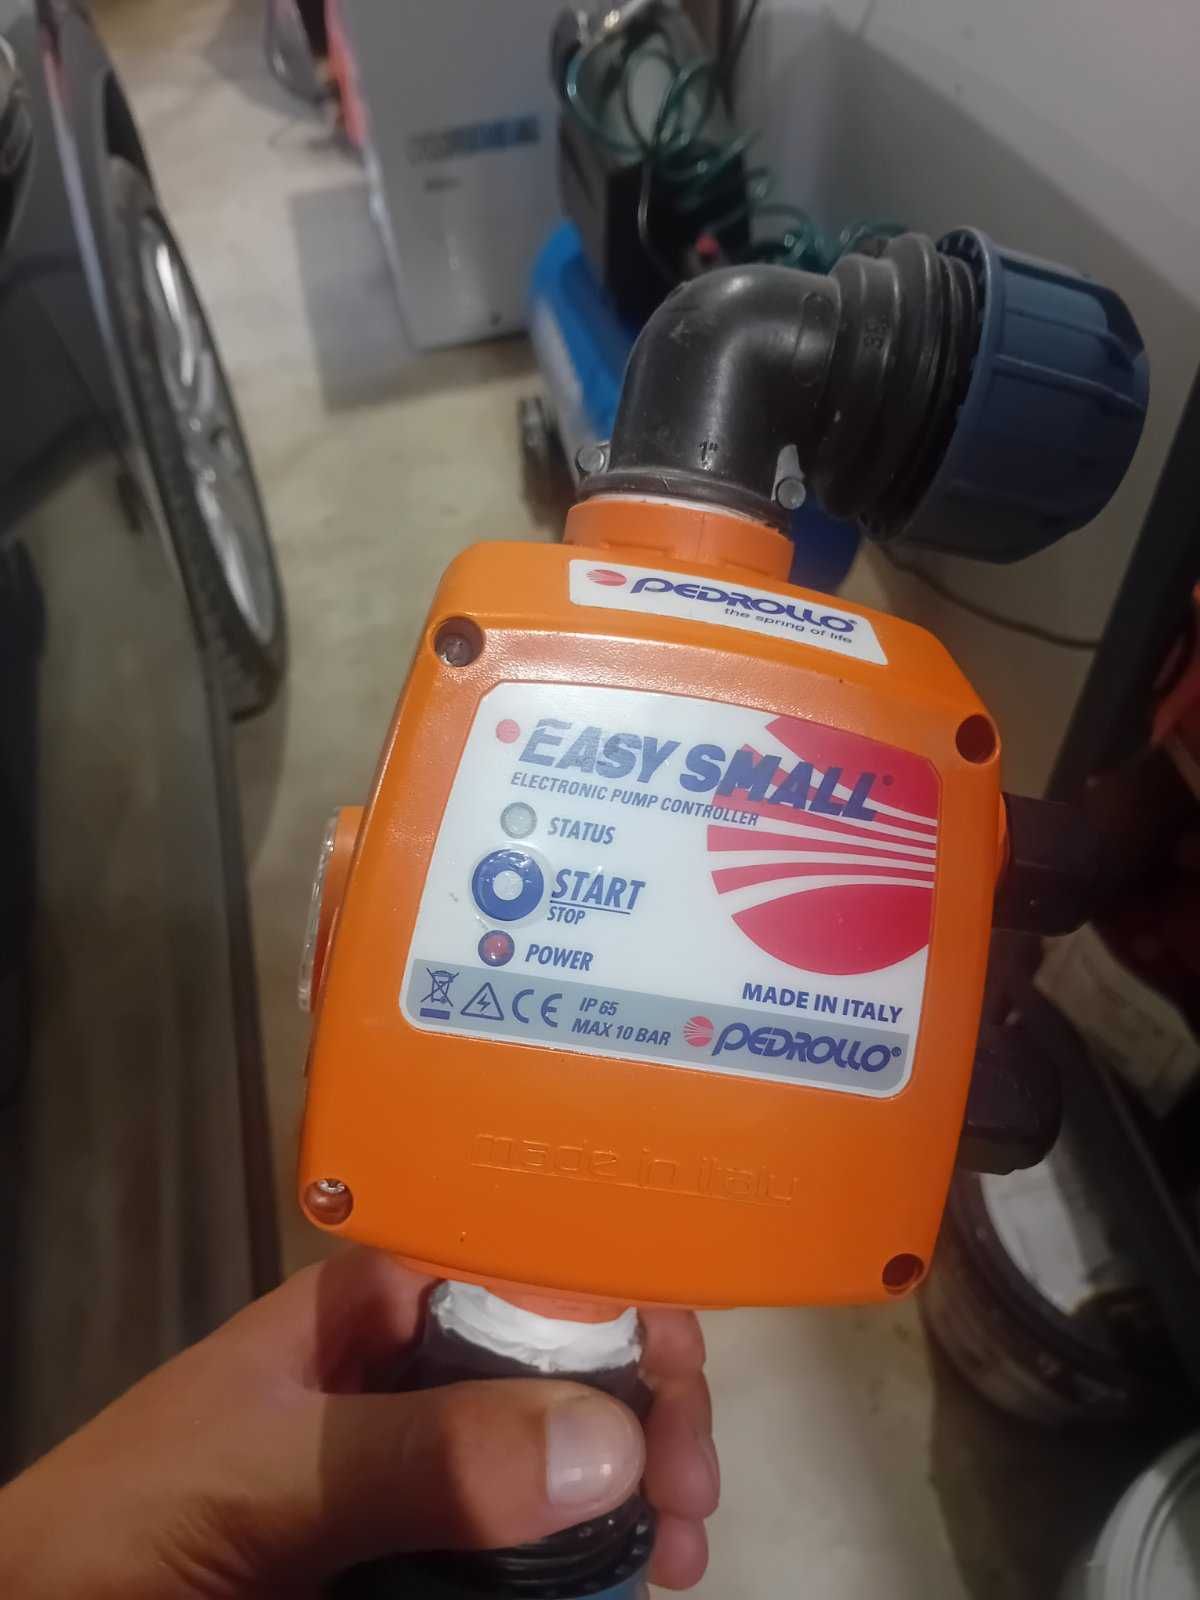 1"
PEDROLLO
the spring of life
EASY SMALL®
ELECTRONIC PUMP CONTROLLER
STATUS
START
STOP
POWER
MADE IN ITALY
CE IP 65
MAX 10 BAR
PEDROLLO®
made in italy